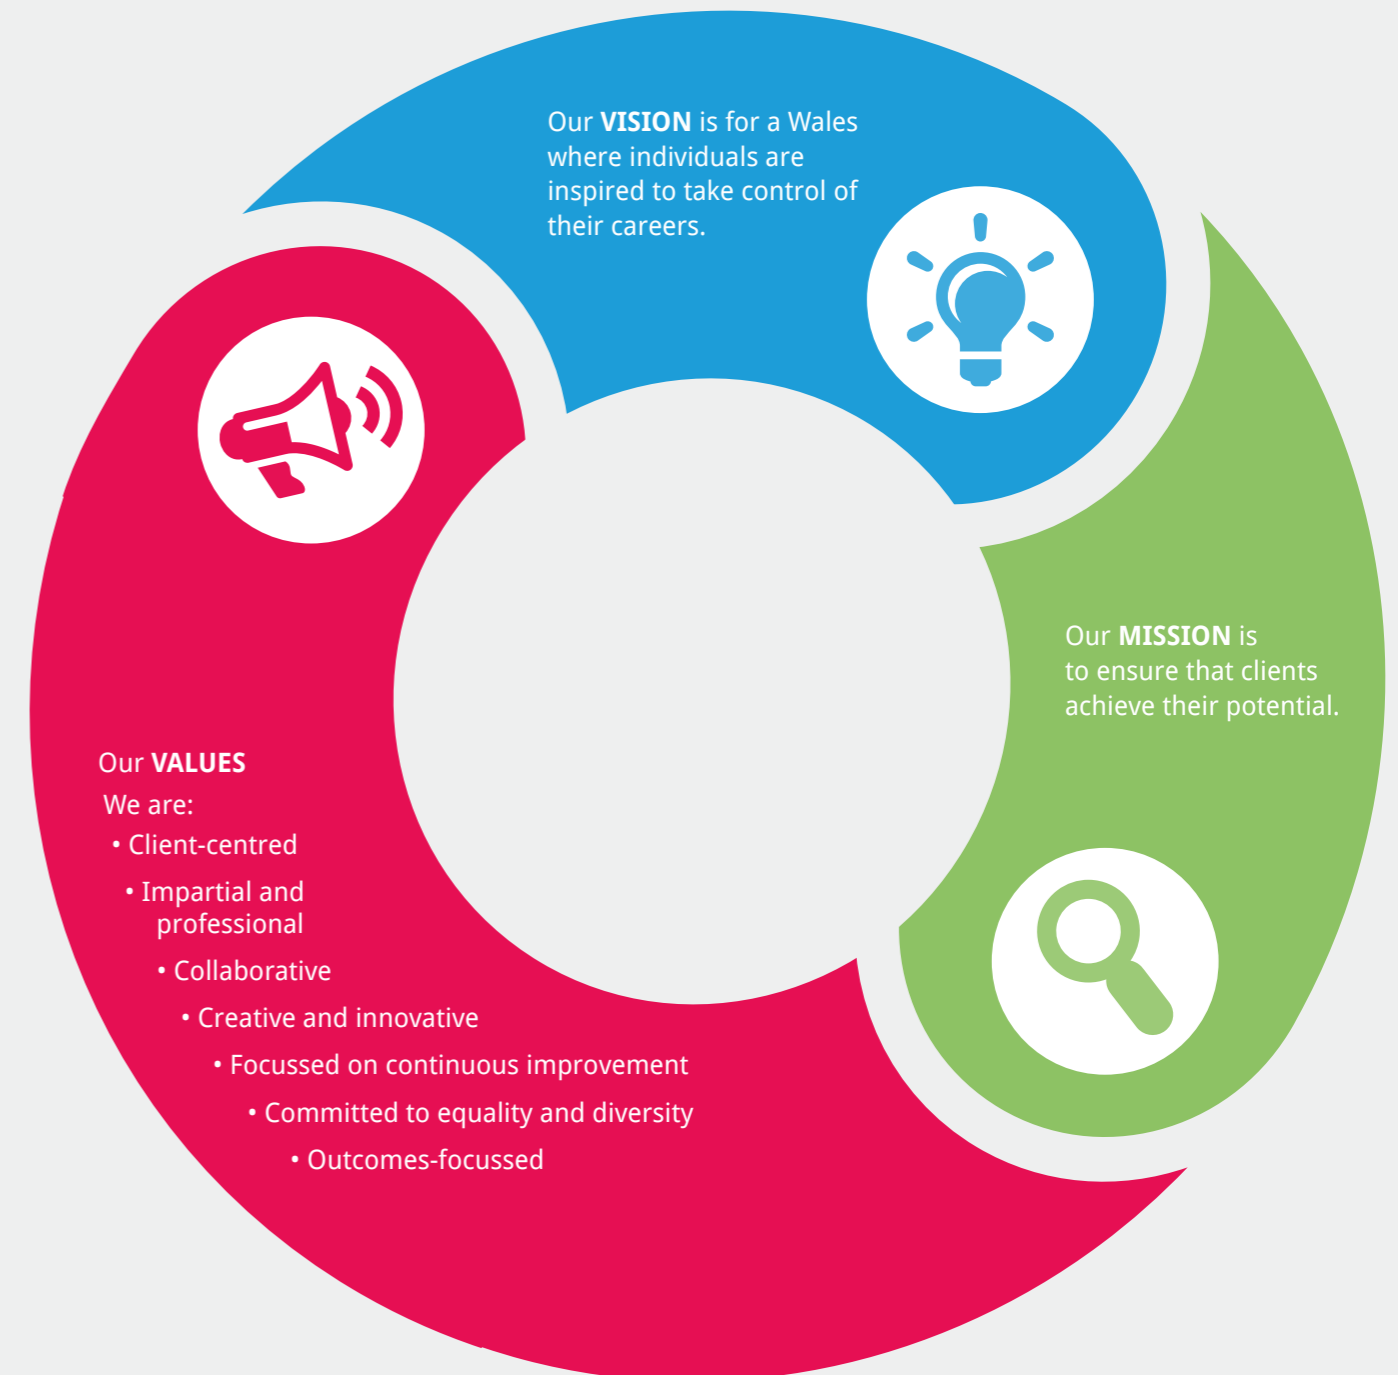 Our VISION is for a Wales
where individuals are
inspired to take control of
their careers.
Our MISSION is
to ensure that clients
achieve their potential.
Our VALUES
We are:
• Client-centred
• Impartial and
professional
• Collaborative
• Creative and innovative
• Focussed on continuous improvement
• Committed to equality and diversity
• Outcomes-focussed